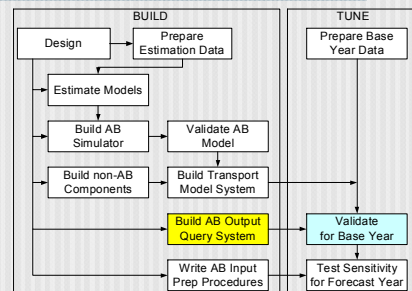 BUILD
TUNE
Design
Prepare
Estimation Data
Prepare Base
Year Data
Estimate Models
Build AB
Simulator
Validate AB
Model
Build non-AB
Components
Build Transport
Model System
Build AB Output
Query System
Validate
for Base Year
Write AB Input
Prep Procedures
Test Sensitivity
for Forecast Year